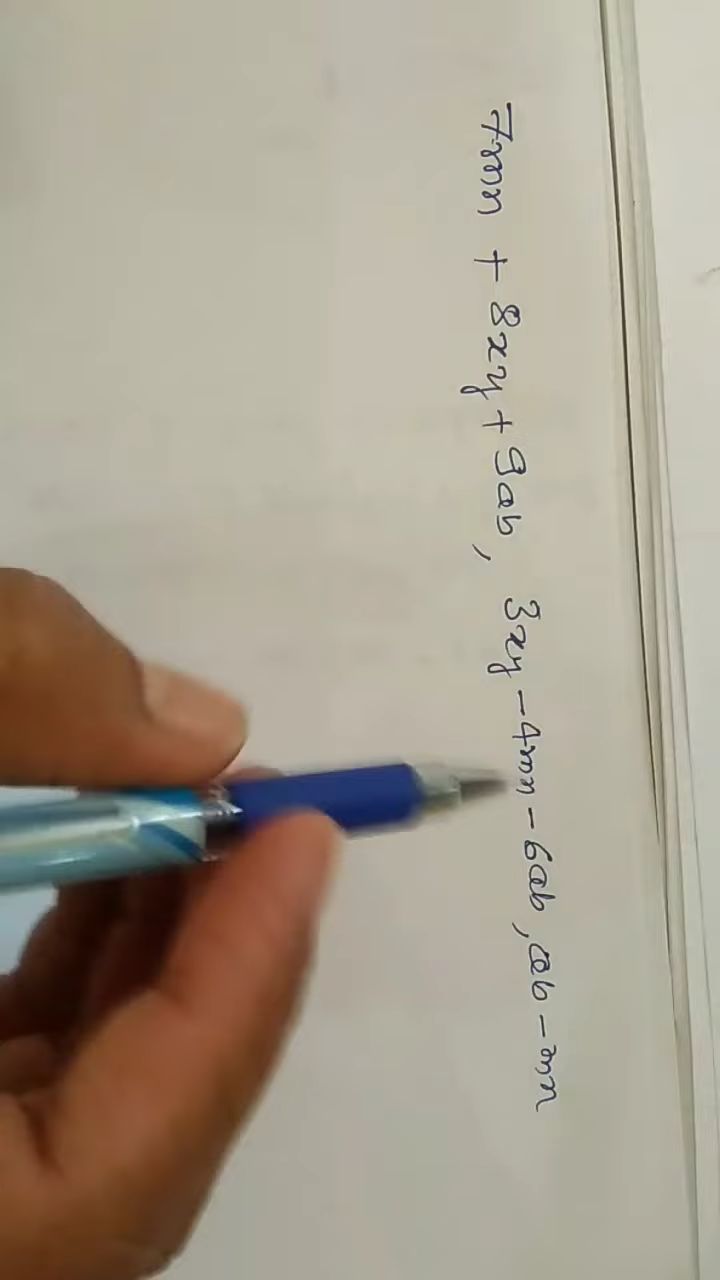 7mn + 8xy + 9ab, 3xy - 4mn - 6ab, ab - mn